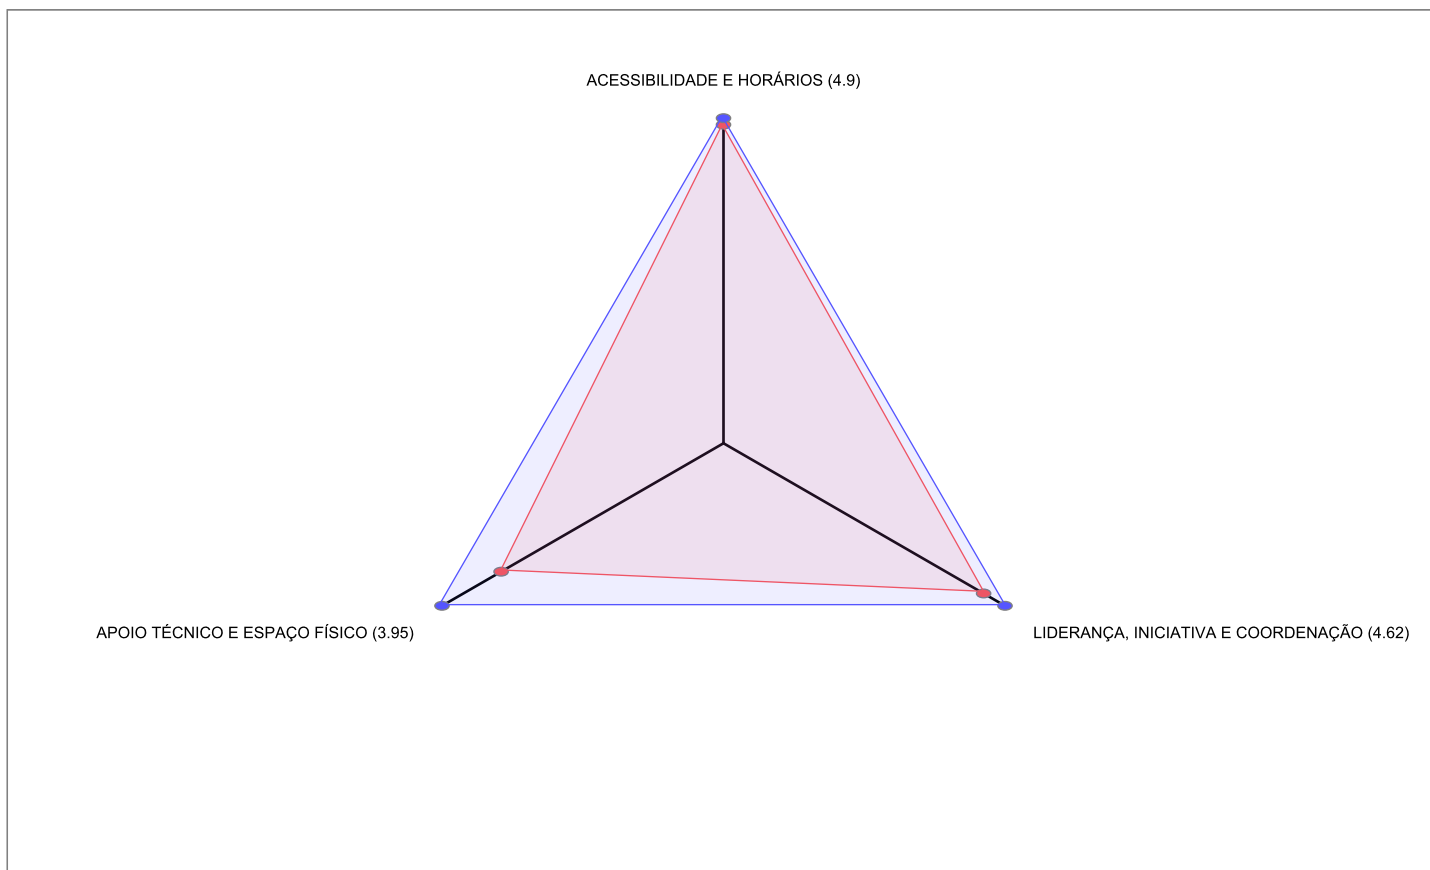 ACESSIBILIDADE E HORÁRIOS (4.9)
APOIO TÉCNICO E ESPAÇO FÍSICO (3.95)
LIDERANÇA, INICIATIVA E COORDENAÇÃO (4.62)